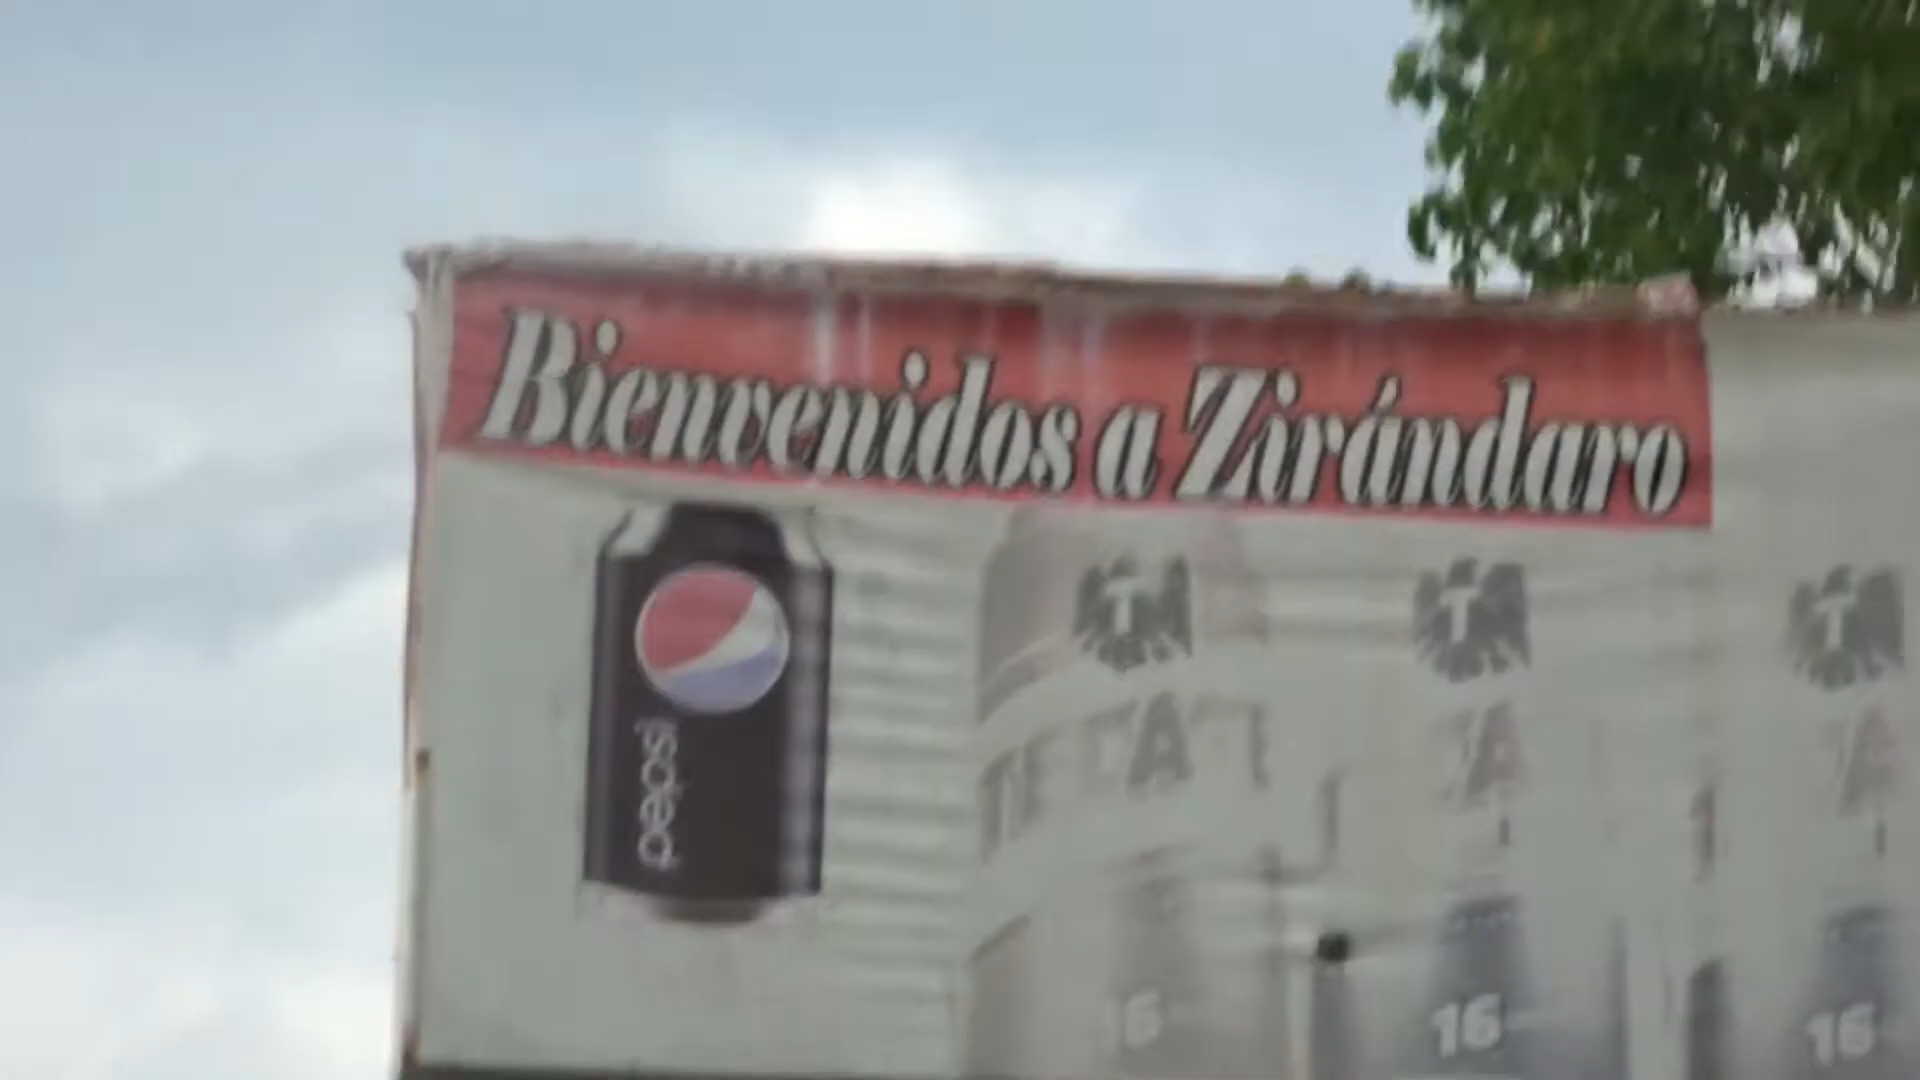 Bienvenidos a Zirándaro
pepsi
T
T
T
16
16
16